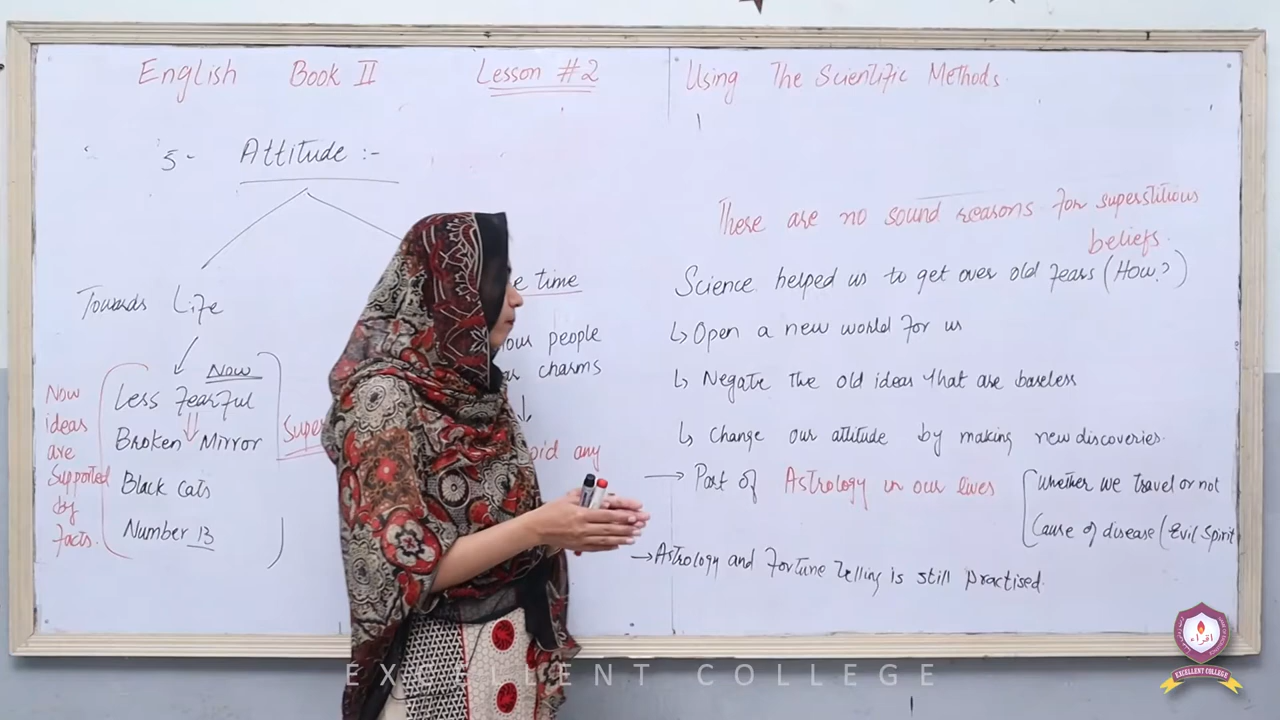 English Book II Lesson #2 Using The Scientific Methods
5- Attitude :-
There are no sound reasons for superstitious
beliefs.
Towards Life
time
people
charms
any
Now
Less Fearful
Broken Mirror
Black Cats
Number 13
Now
ideas
are
Supported
by
facts.
Super
Science helped us to get over old fears (How?)
↳ Open a new world for us
↳ Negate the old ideas that are baseless
↳ Change our attitude by making new discoveries.
→ Part of Astrology in our lives
Whether we travel or not
Cause of disease (Evil Spirit
→ Astrology and Fortune Telling is still practised.
EXCELLENT COLLEGE
EXCELLENT COLLEGE